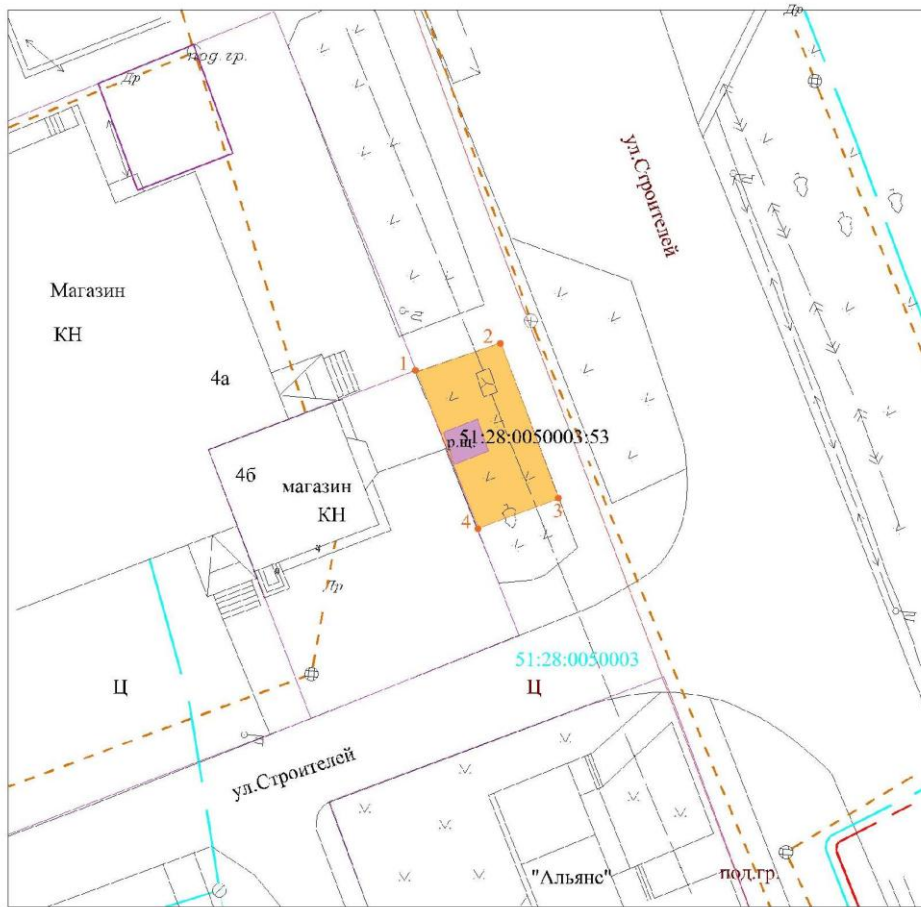 Др
под.гр.
Др
ул.Строителей
Магазин
КН
2
1
4а
51:28:0050003:53
р.щ.
4б
магазин
КН
3
4
Др
51:28:0050003
Ц
Ц
ул.Строителей
"Альянс"
под.гр.